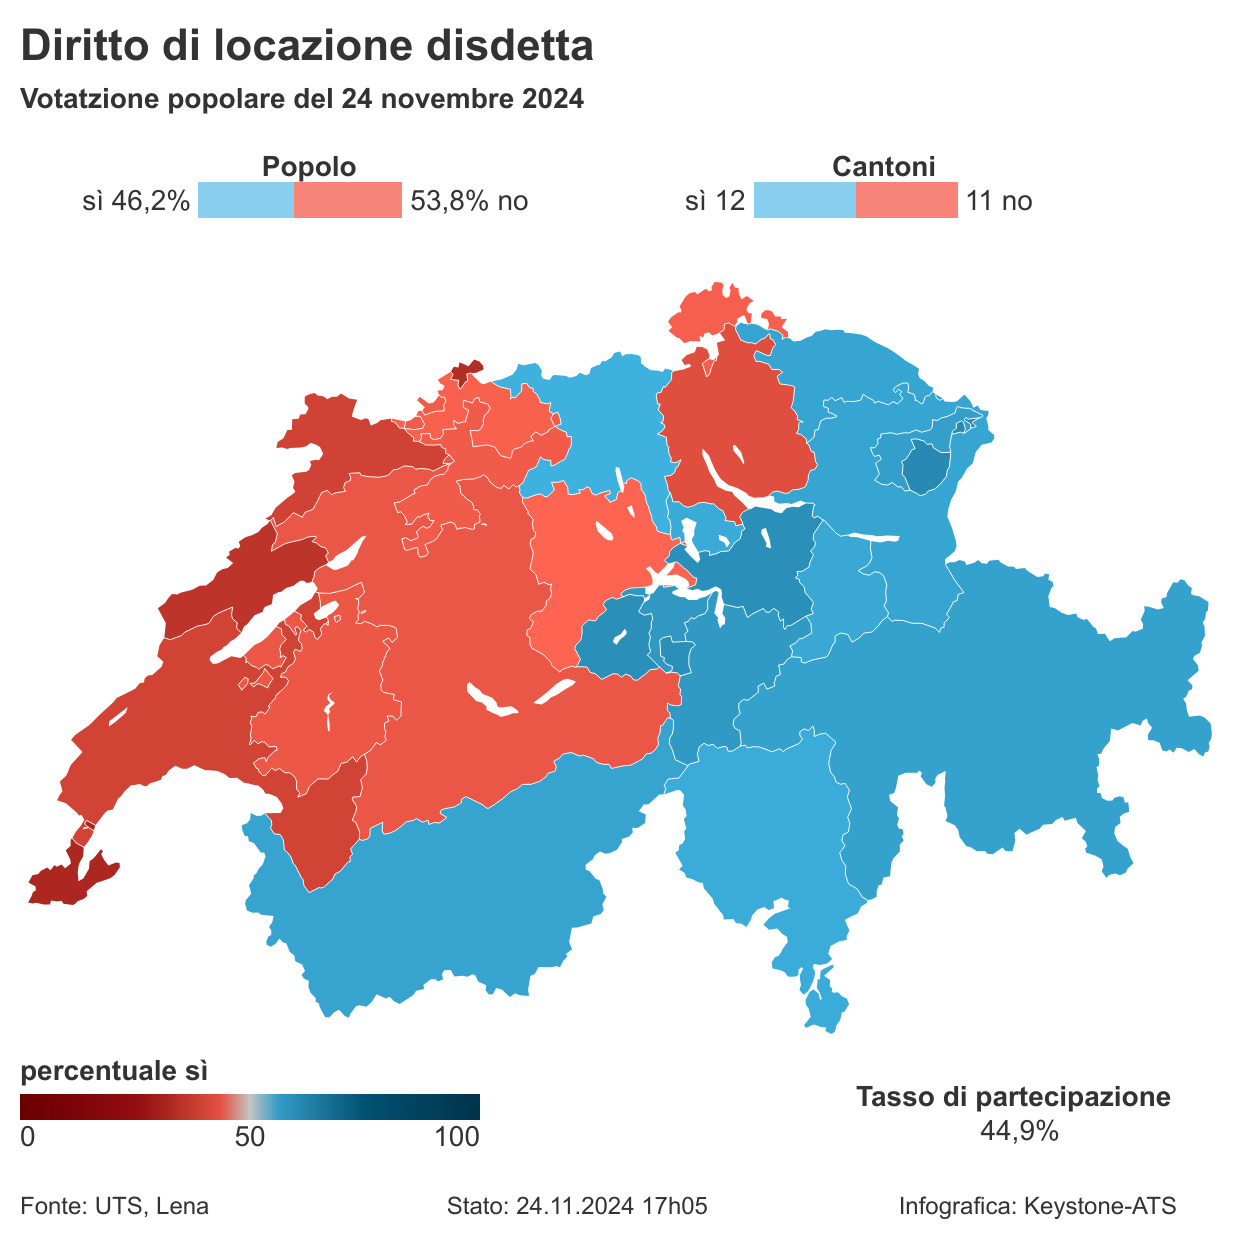 Diritto di locazione disdetta
Votatzione popolare del 24 novembre 2024
Popolo
sì 46,2% 53,8% no
Cantoni
sì 12 11 no
percentuale sì
0 50 100
Tasso di partecipazione
44,9%
Fonte: UTS, Lena
Stato: 24.11.2024 17h05
Infografica: Keystone-ATS